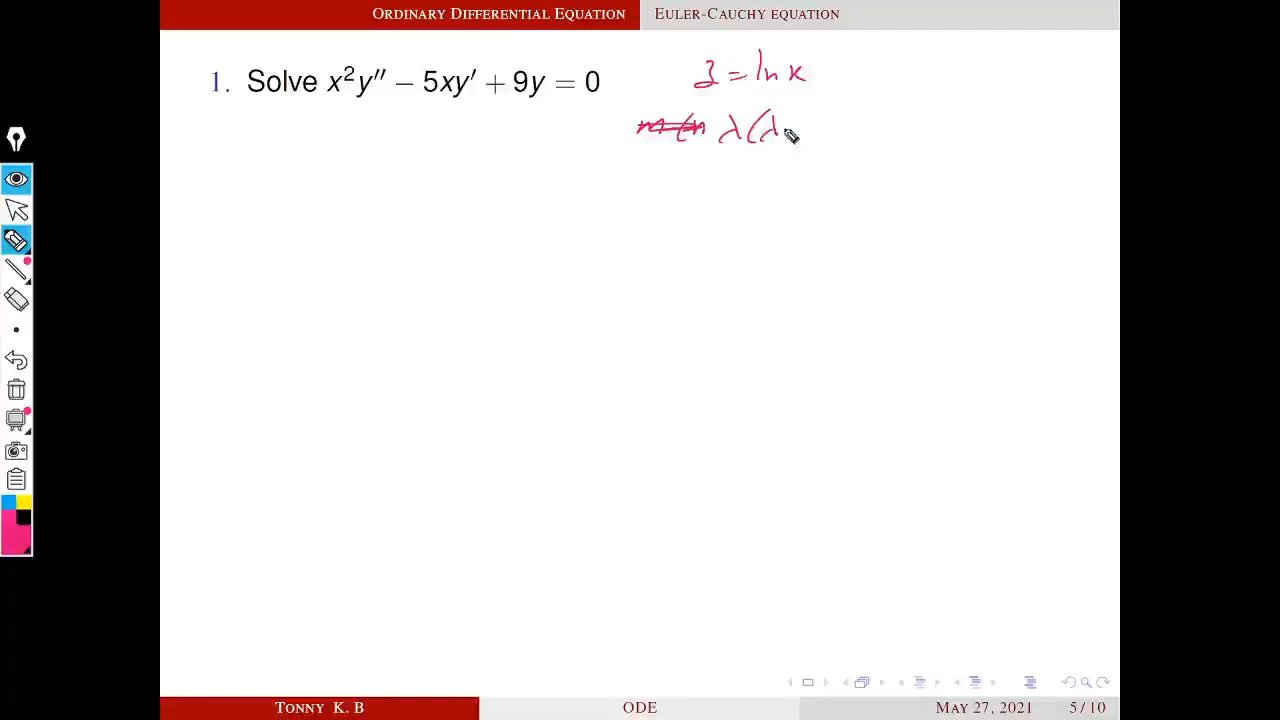 ORDINARY DIFFERENTIAL EQUATION EULER-CAUCHY EQUATION
1. Solve x²y″ − 5xy′ + 9y = 0
z = ln x
m(m λ(λ
TONNY K. B ODE MAY 27, 2021 5 / 10